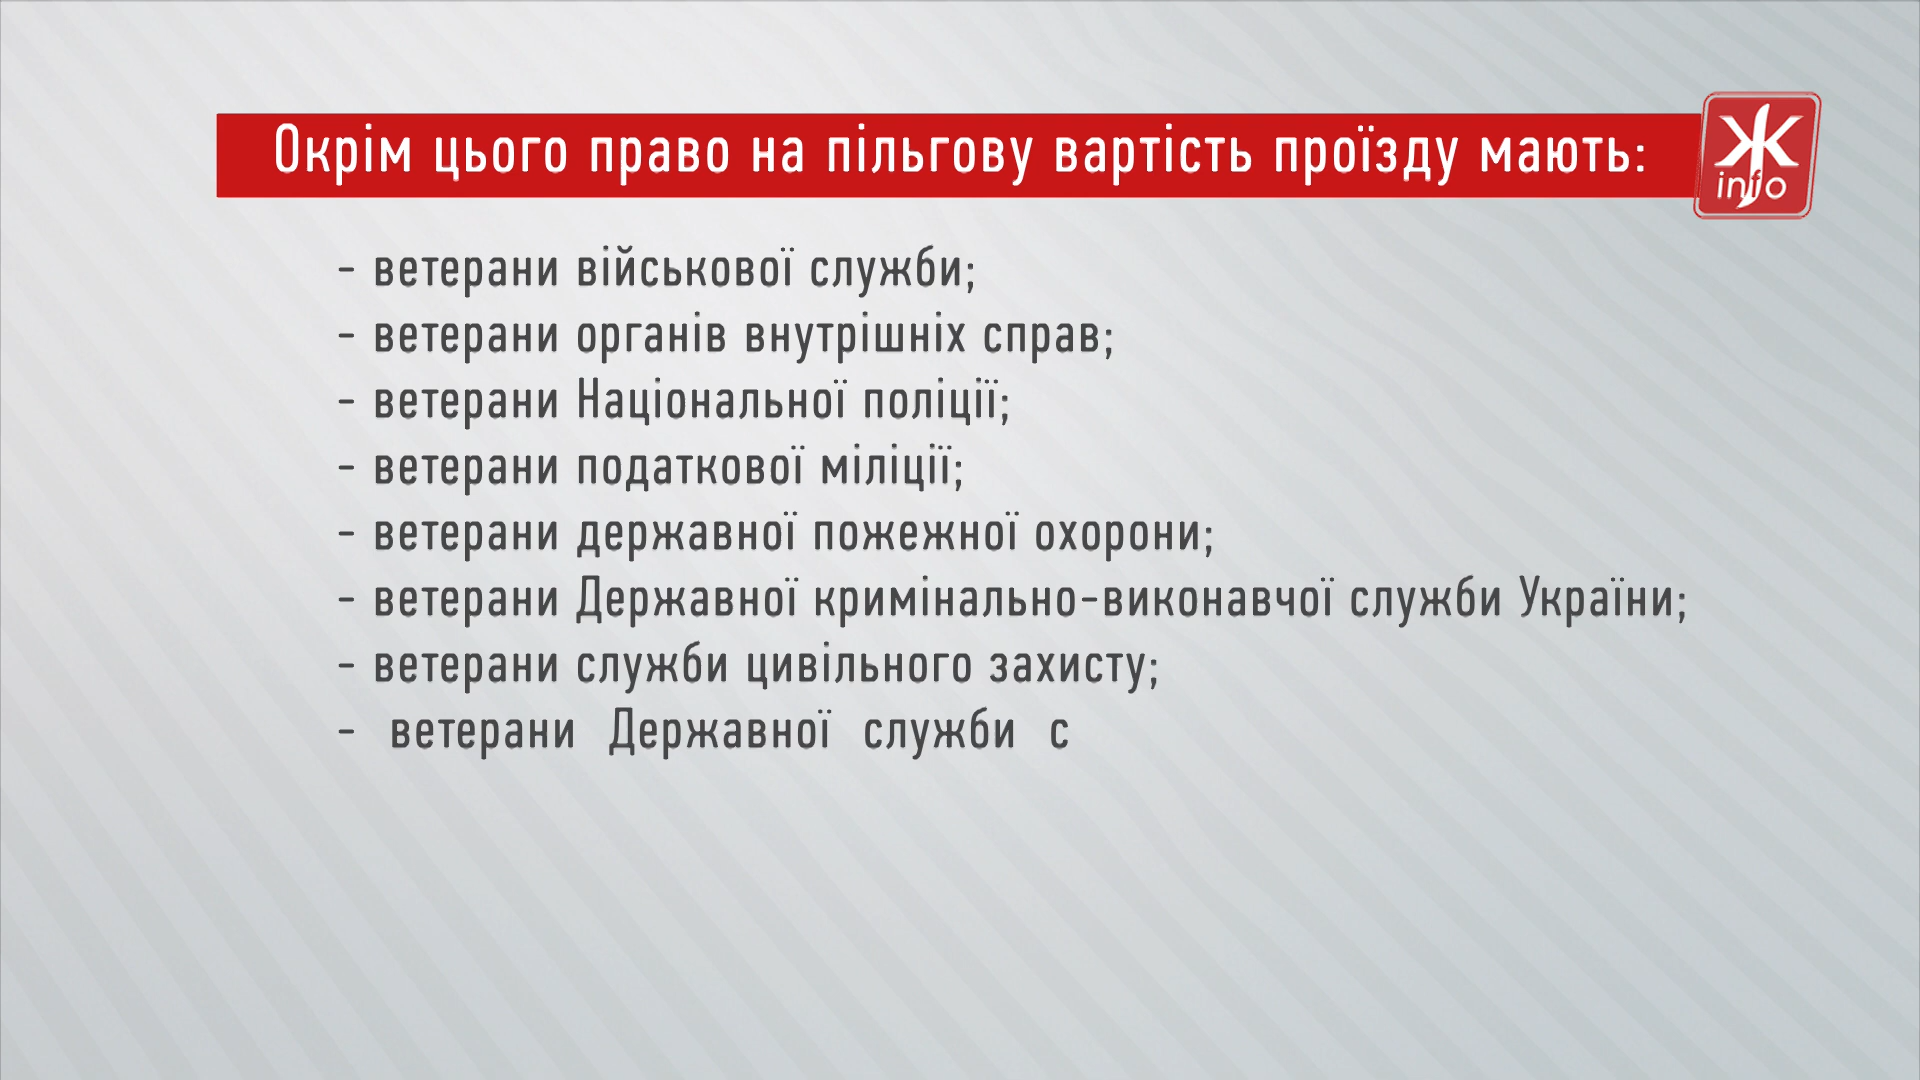 Окрім цього право на пільгову вартість проїзду мають:
Ж
info
- ветерани військової служби;
- ветерани органів внутрішніх справ;
- ветерани Національної поліції;
- ветерани податкової міліції;
- ветерани державної пожежної охорони;
- ветерани Державної кримінально-виконавчої служби України;
- ветерани служби цивільного захисту;
- ветерани Державної служби с